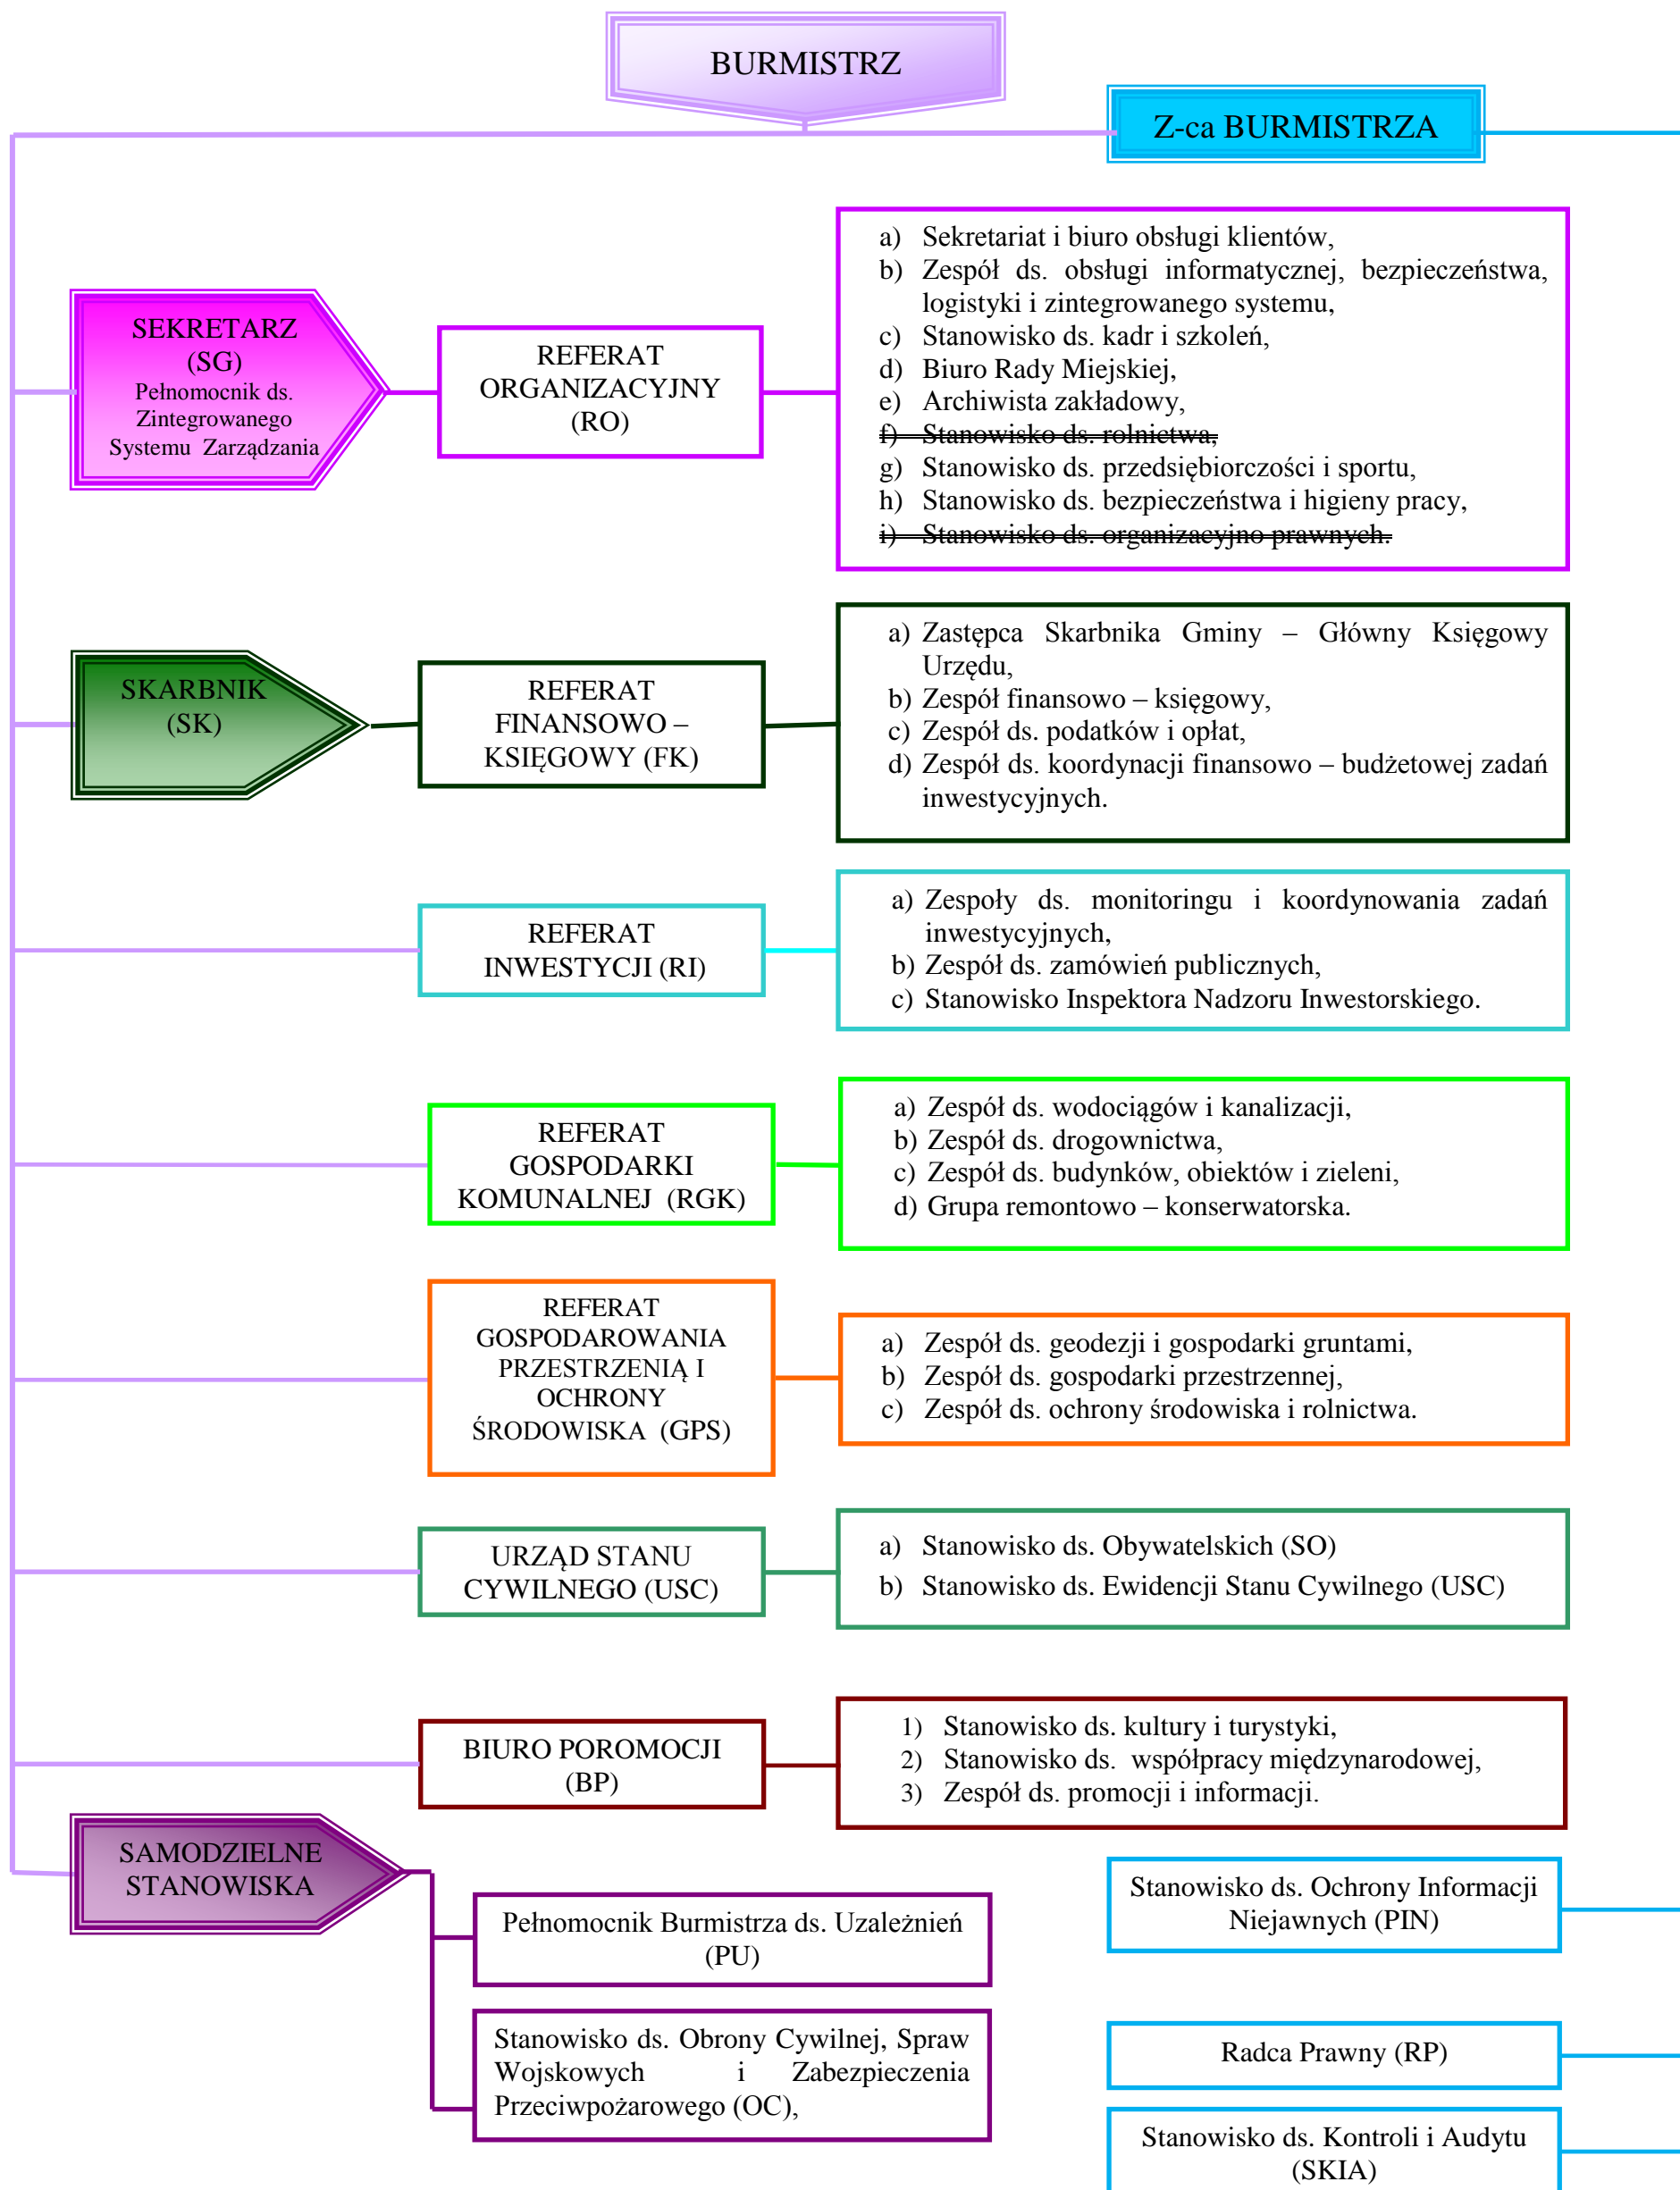 BURMISTRZ
Z-ca BURMISTRZA
SEKRETARZ
(SG)
Pełnomocnik ds.
Zintegrowanego
Systemu Zarządzania
REFERAT
ORGANIZACYJNY
(RO)
a) Sekretariat i biuro obsługi klientów,
b) Zespół ds. obsługi informatycznej, bezpieczeństwa,
logistyki i zintegrowanego systemu,
c) Stanowisko ds. kadr i szkoleń,
d) Biuro Rady Miejskiej,
e) Archiwista zakładowy,
f) Stanowisko ds. rolnictwa,
g) Stanowisko ds. przedsiębiorczości i sportu,
h) Stanowisko ds. bezpieczeństwa i higieny pracy,
i) Stanowisko ds. organizacyjno prawnych.
SKARBNIK
(SK)
REFERAT
FINANSOWO –
KSIĘGOWY (FK)
a) Zastępca Skarbnika Gminy – Główny Księgowy
Urzędu,
b) Zespół finansowo – księgowy,
c) Zespół ds. podatków i opłat,
d) Zespół ds. koordynacji finansowo – budżetowej zadań
inwestycyjnych.
REFERAT
INWESTYCJI (RI)
a) Zespoły ds. monitoringu i koordynowania zadań
inwestycyjnych,
b) Zespół ds. zamówień publicznych,
c) Stanowisko Inspektora Nadzoru Inwestorskiego.
REFERAT
GOSPODARKI
KOMUNALNEJ (RGK)
a) Zespół ds. wodociągów i kanalizacji,
b) Zespół ds. drogownictwa,
c) Zespół ds. budynków, obiektów i zieleni,
d) Grupa remontowo – konserwatorska.
REFERAT
GOSPODAROWANIA
PRZESTRZENIĄ I
OCHRONY
ŚRODOWISKA (GPS)
a) Zespół ds. geodezji i gospodarki gruntami,
b) Zespół ds. gospodarki przestrzennej,
c) Zespół ds. ochrony środowiska i rolnictwa.
URZĄD STANU
CYWILNEGO (USC)
a) Stanowisko ds. Obywatelskich (SO)
b) Stanowisko ds. Ewidencji Stanu Cywilnego (USC)
BIURO POROMOCJI
(BP)
1) Stanowisko ds. kultury i turystyki,
2) Stanowisko ds. współpracy międzynarodowej,
3) Zespół ds. promocji i informacji.
SAMODZIELNE
STANOWISKA
Pełnomocnik Burmistrza ds. Uzależnień
(PU)
Stanowisko ds. Obrony Cywilnej, Spraw
Wojskowych i Zabezpieczenia
Przeciwpożarowego (OC),
Stanowisko ds. Ochrony Informacji
Niejawnych (PIN)
Radca Prawny (RP)
Stanowisko ds. Kontroli i Audytu
(SKIA)